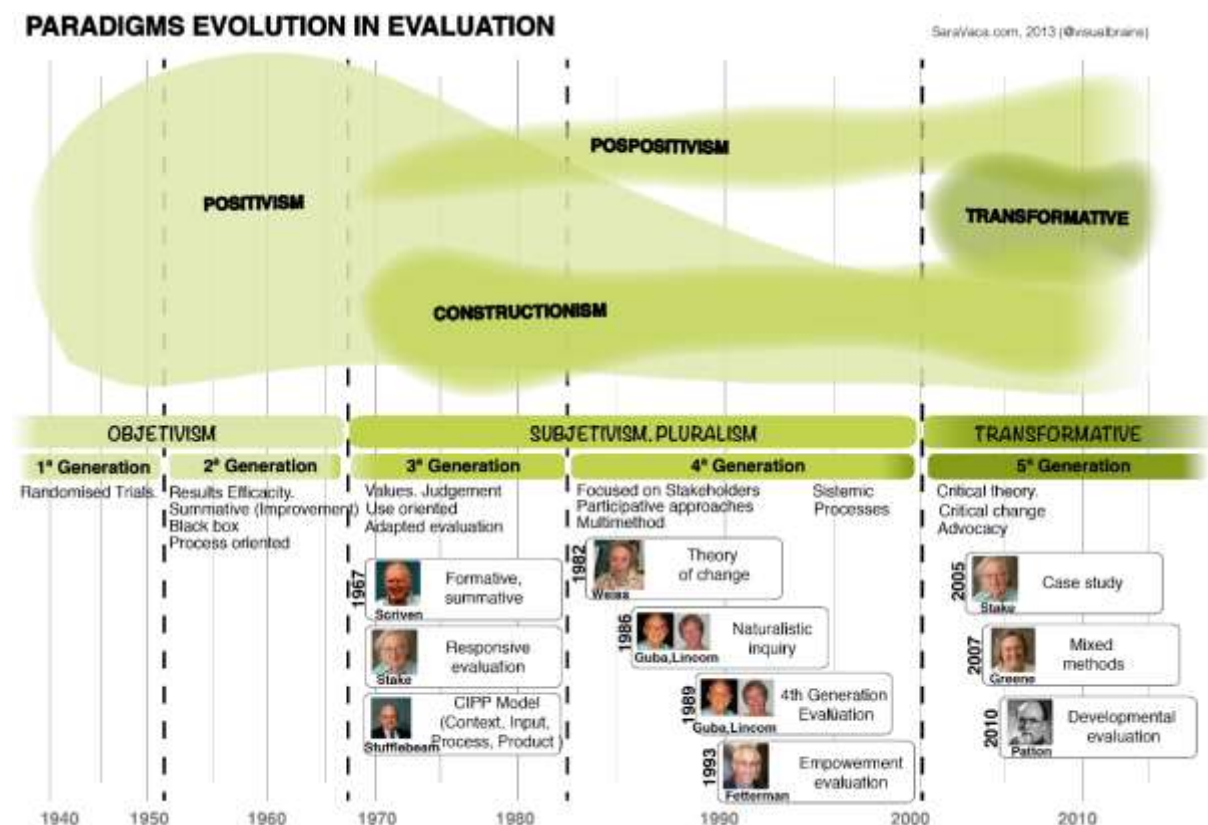 PARADIGMS EVOLUTION IN EVALUATION
SaraVaca.com, 2013 (@visualbrains)
POSPOSITIVISM
POSITIVISM
TRANSFORMATIVE
CONSTRUCTIONISM
OBJETIVISM
SUBJETIVISM. PLURALISM
TRANSFORMATIVE
1ª Generation
2ª Generation
3ª Generation
4ª Generation
5ª Generation
Randomised Trials.
Results Efficacity.
Summative (Improvement)
Black box
Process oriented
Values. Judgement
Use oriented
Adapted evaluation
Focused on Stakeholders
Participative approaches
Multimethod
Sistemic
Processes
Critical theory.
Critical change
Advocacy
1967
Formative,
summative
Scriven
Responsive
evaluation
Stake
CIPP Model
(Context, Input,
Process, Product )
Stufflebeam
1982
Theory
of change
Weiss
1986
Naturalistic
inquiry
Guba,Lincom
1989
4th Generation
Evaluation
Guba,Lincom
1993
Empowerment
evaluation
Fetterman
2005
Case study
Stake
2007
Mixed
methods
Greene
2010
Developmental
evaluation
Patton
1940
1950
1960
1970
1980
1990
2000
2010